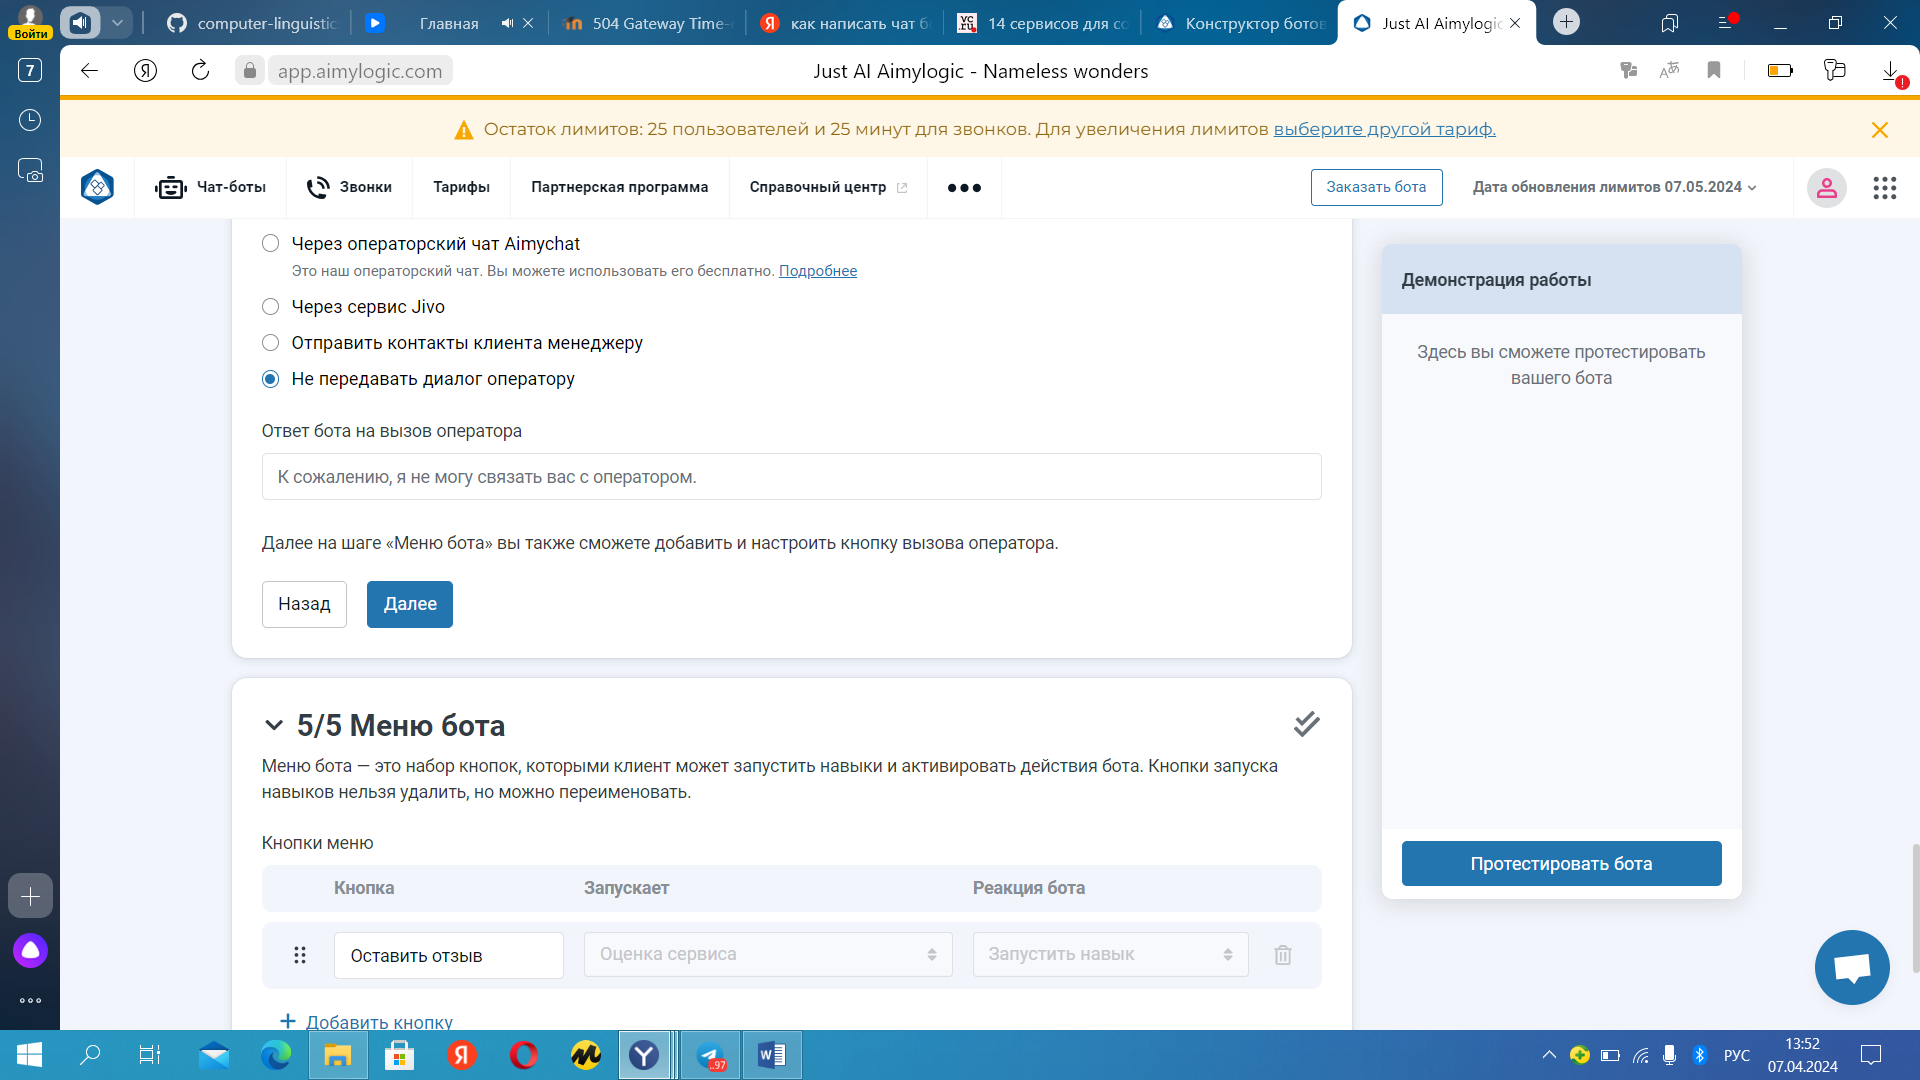 Войти
computer-linguistic
Главная
504 Gateway Time-
как написать чат б
14 сервисов для со
Конструктор ботов
Just AI Aimylogic
7
app.aimylogic.com
Just AI Aimylogic - Nameless wonders
Остаток лимитов: 25 пользователей и 25 минут для звонков. Для увеличения лимитов выберите другой тариф.
Чат-боты
Звонки
Тарифы
Партнерская программа
Справочный центр
Заказать бота
Дата обновления лимитов 07.05.2024
Через операторский чат Aimychat
Это наш операторский чат. Вы можете использовать его бесплатно. Подробнее
Через сервис Jivo
Отправить контакты клиента менеджеру
Не передавать диалог оператору
Ответ бота на вызов оператора
К сожалению, я не могу связать вас с оператором.
Далее на шаге «Меню бота» вы также сможете добавить и настроить кнопку вызова оператора.
Назад
Далее
5/5 Меню бота
Меню бота — это набор кнопок, которыми клиент может запустить навыки и активировать действия бота. Кнопки запуска
навыков нельзя удалить, но можно переименовать.
Кнопки меню
Кнопка
Запускает
Реакция бота
Оставить отзыв
Оценка сервиса
Запустить навык
+ Добавить кнопку
Демонстрация работы
Здесь вы сможете протестировать
вашего бота
Протестировать бота
..97
РУС
13:52
07.04.2024